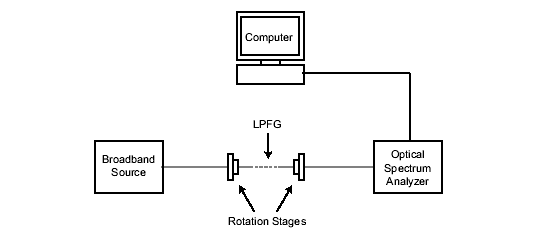 Computer
LPFG
Broadband
Source
Optical
Spectrum
Analyzer
Rotation Stages